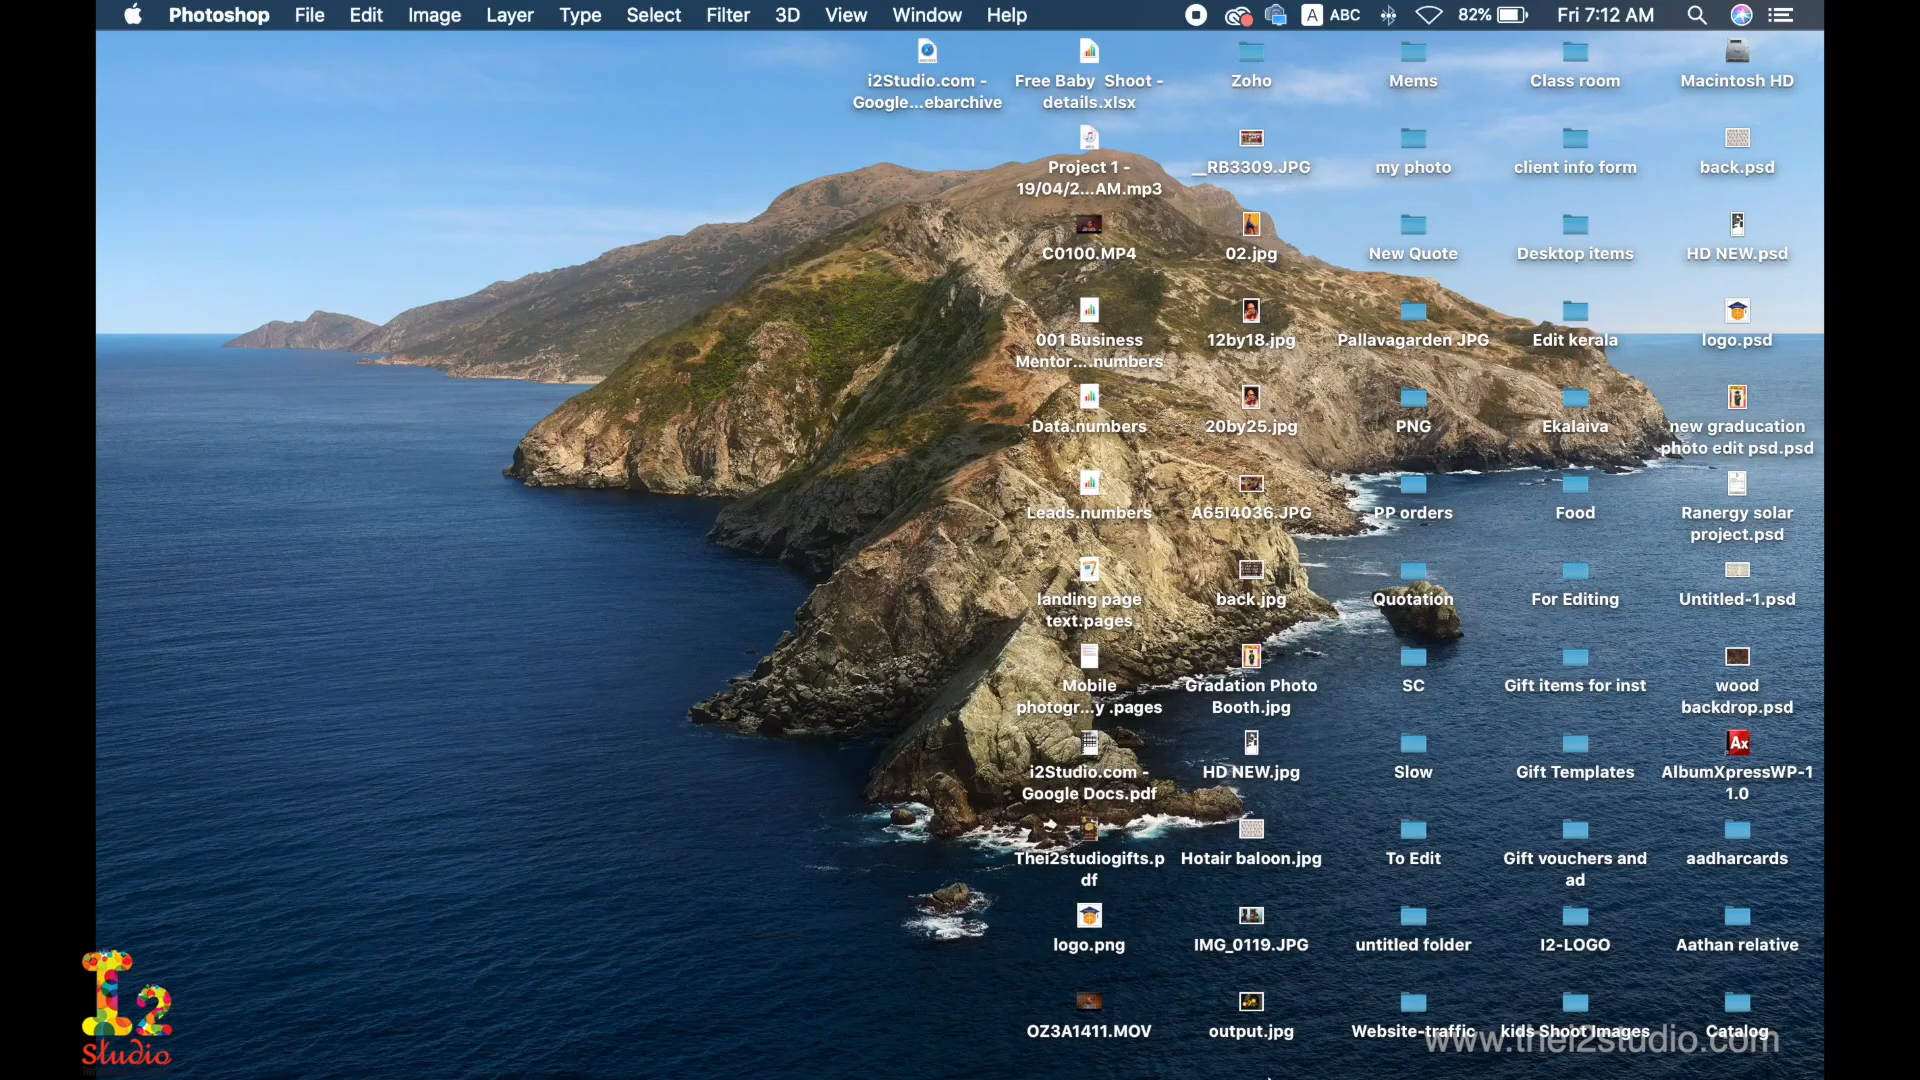 Photoshop File Edit Image Layer Type Select Filter 3D View Window Help A ABC 82% Fri 7:12 AM
i2Studio.com -
Google...ebarchive
Free Baby Shoot -
details.xlsx
Zoho
Mems
Class room
Macintosh HD
Project 1 -
19/04/2...AM.mp3
__RB3309.JPG
my photo
client info form
back.psd
C0100.MP4
02.jpg
New Quote
Desktop items
HD NEW.psd
001 Business
Mentor....numbers
12by18.jpg
Pallavagarden JPG
Edit kerala
logo.psd
Data.numbers
20by25.jpg
PNG
Ekalaiva
new graducation
photo edit psd.psd
Leads.numbers
A65I4036.JPG
PP orders
Food
Ranergy solar
project.psd
landing page
text.pages
back.jpg
Quotation
For Editing
Untitled-1.psd
Mobile
photogr...y .pages
Gradation Photo
Booth.jpg
SC
Gift items for inst
wood
backdrop.psd
i2Studio.com -
Google Docs.pdf
HD NEW.jpg
Slow
Gift Templates
Ax
AlbumXpressWP-1
1.0
Thei2studiogifts.p
df
Hotair baloon.jpg
To Edit
Gift vouchers and
ad
aadharcards
logo.png
IMG_0119.JPG
untitled folder
I2-LOGO
Aathan relative
OZ3A1411.MOV
output.jpg
Website-traffic
kids Shoot Images
Catalog
I2
Studio
www.thei2studio.com